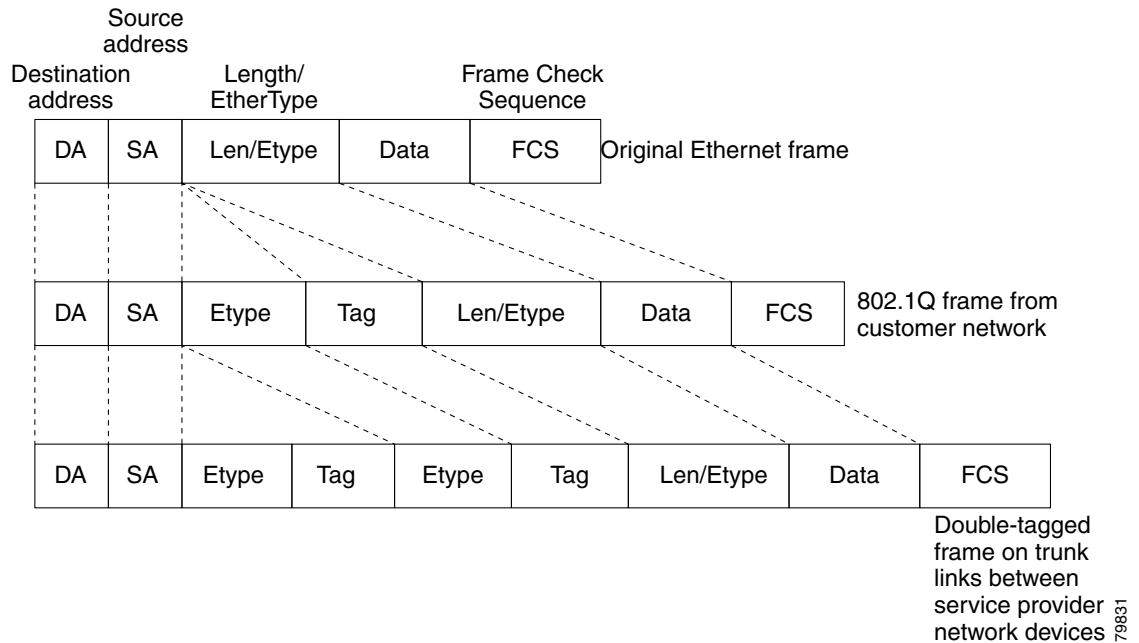 Source
address
Destination
address
Length/
EtherType
Frame Check
Sequence
DA SA Len/Etype Data FCS Original Ethernet frame
DA SA Etype Tag Len/Etype Data FCS
802.1Q frame from
customer network
DA SA Etype Tag Etype Tag Len/Etype Data FCS
Double-tagged
frame on trunk
links between
service provider
network devices
79831